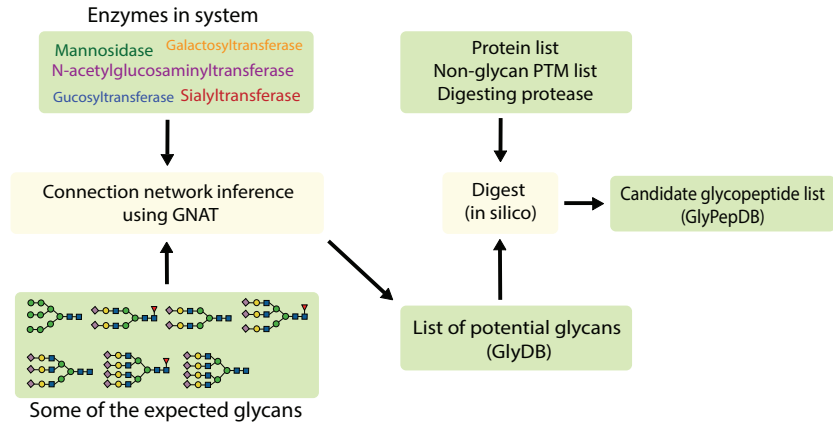 Enzymes in system
Mannosidase
Galactosyltransferase
N-acetylglucosaminyltransferase
Gucosyltransferase
Sialyltransferase
Protein list
Non-glycan PTM list
Digesting protease
Connection network inference
using GNAT
Digest
(in silico)
Candidate glycopeptide list
(GlyPepDB)
List of potential glycans
(GlyDB)
Some of the expected glycans